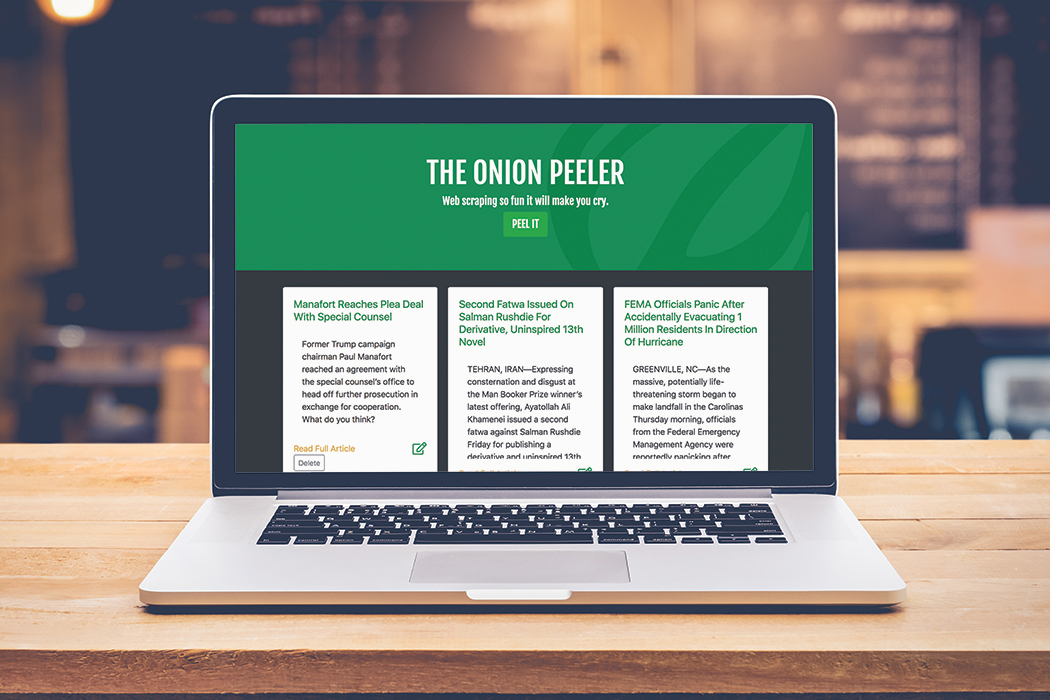 THE ONION PEELER
Web scraping so fun it will make you cry.
PEEL IT
Manafort Reaches Plea Deal
With Special Counsel
Former Trump campaign
chairman Paul Manafort
reached an agreement with
the special counsel's office to
head off further prosecution in
exchange for cooperation.
What do you think?
Read Full Article
Delete
Second Fatwa Issued On
Salman Rushdie For
Derivative, Uninspired 13th
Novel
TEHRAN, IRAN—Expressing
consternation and disgust at
the Man Booker Prize winner's
latest offering, Ayatollah Ali
Khamenei issued a second
fatwa against Salman Rushdie
Friday for publishing a
derivative and uninspired 13th
FEMA Officials Panic After
Accidentally Evacuating 1
Million Residents In Direction
Of Hurricane
GREENVILLE, NC—As the
massive, potentially life-
threatening storm began to
make landfall in the Carolinas
Thursday morning, officials
from the Federal Emergency
Management Agency were
reportedly panicking after